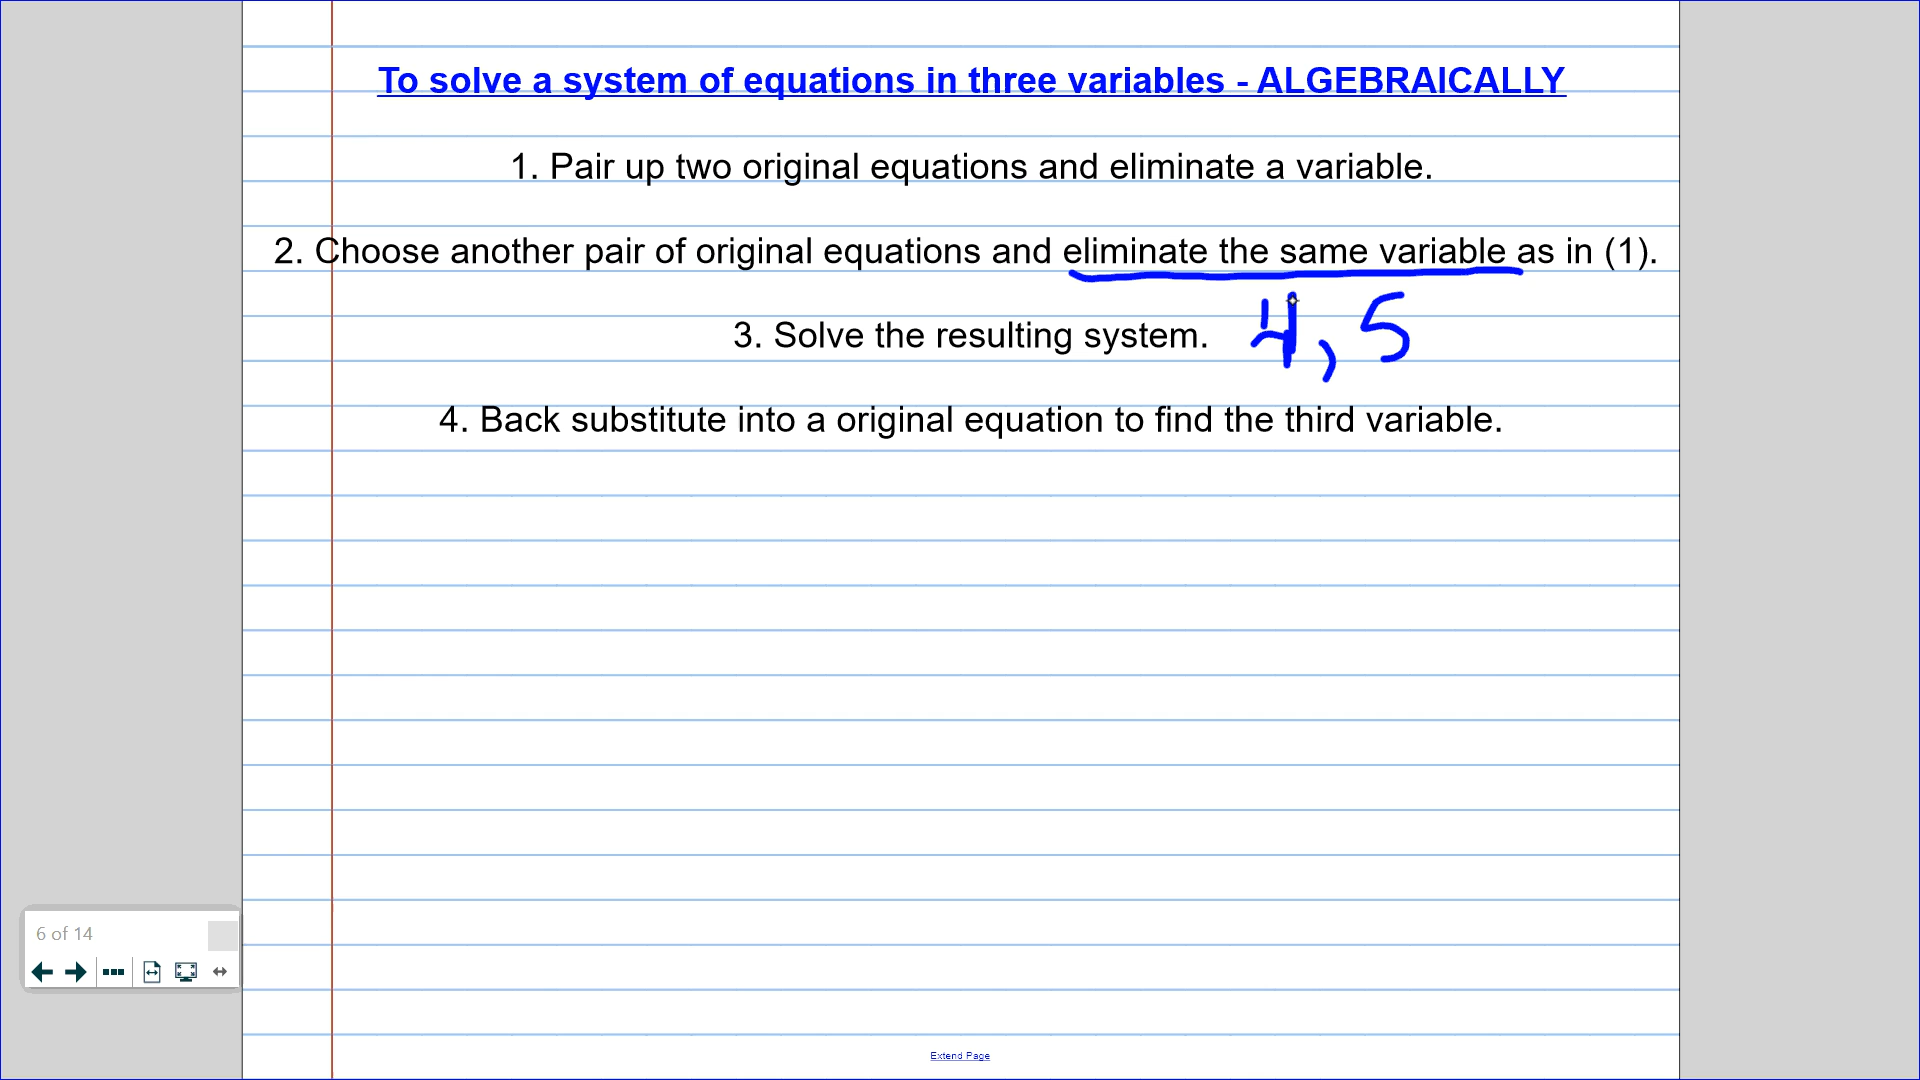 To solve a system of equations in three variables - ALGEBRAICALLY
1. Pair up two original equations and eliminate a variable.
2. Choose another pair of original equations and eliminate the same variable as in (1).
3. Solve the resulting system. 4, 5
4. Back substitute into a original equation to find the third variable.
6 of 14
Extend Page